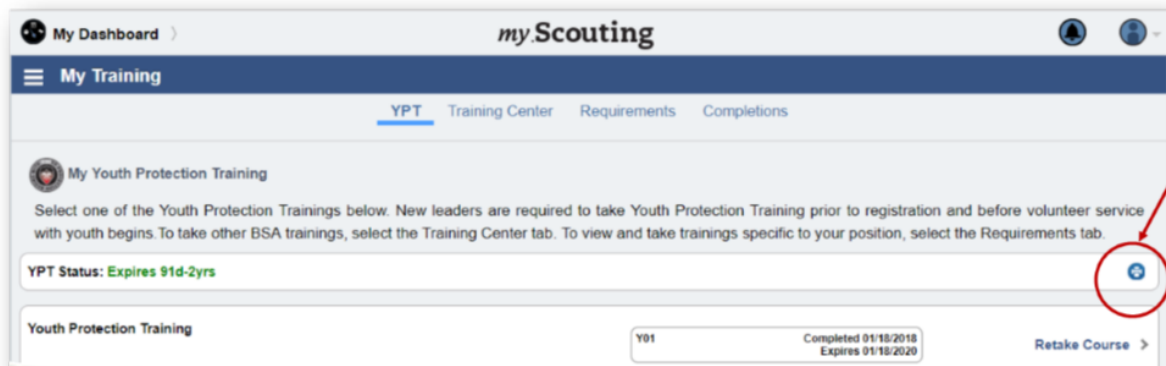 My Dashboard
my.Scouting
My Training
YPT Training Center Requirements Completions
My Youth Protection Training
Select one of the Youth Protection Trainings below. New leaders are required to take Youth Protection Training prior to registration and before volunteer service
with youth begins.To take other BSA trainings, select the Training Center tab. To view and take trainings specific to your position, select the Requirements tab.
YPT Status: Expires 91d-2yrs
Youth Protection Training
Y01 Completed 01/18/2018
Expires 01/18/2020
Retake Course